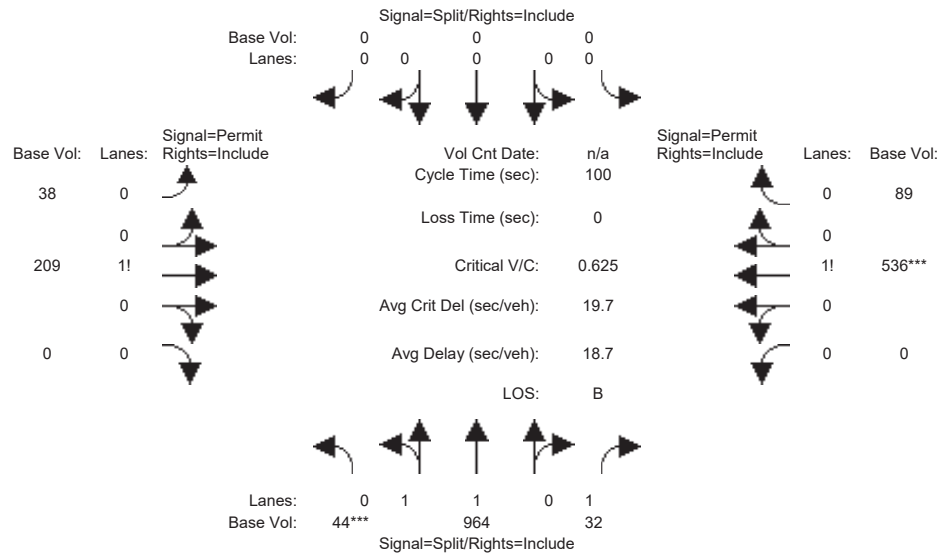 Signal=Split/Rights=Include
Base Vol: 0 0 0
Lanes: 0 0 0 0 0
Signal=Permit
Base Vol: Lanes: Rights=Include
Vol Cnt Date: n/a
Signal=Permit
Rights=Include Lanes: Base Vol:
Cycle Time (sec): 100
38 0
0 89
Loss Time (sec): 0
0
0
209 1!
Critical V/C: 0.625
1! 536***
0
Avg Crit Del (sec/veh): 19.7
0
0 0
Avg Delay (sec/veh): 18.7
0 0
LOS: B
Lanes: 0 1 1 0 1
Base Vol: 44*** 964 32
Signal=Split/Rights=Include